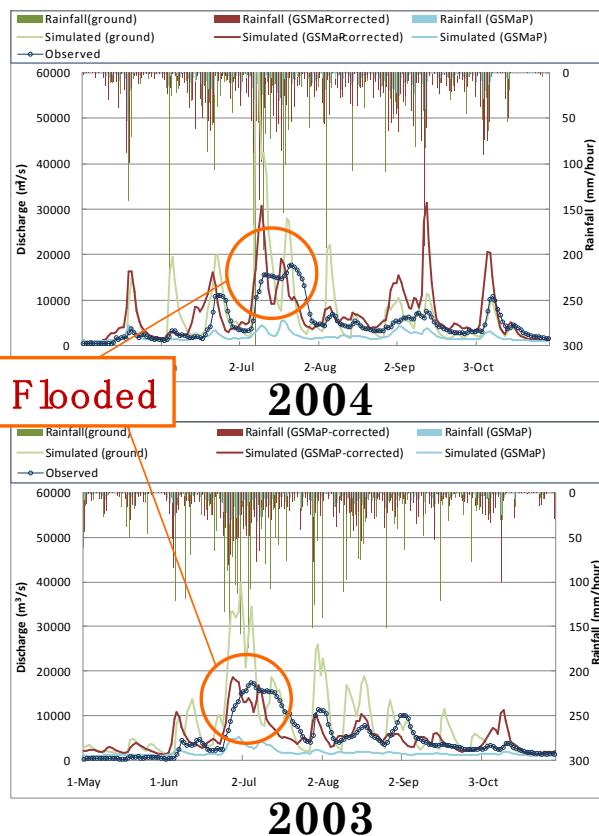 Rainfall(ground) Rainfall (GSMaP-corrected) Rainfall (GSMaP)
Simulated (ground) Simulated (GSMaP-corrected) Simulated (GSMaP)
Observed
60000 0
50000 50
40000 100
30000 150
20000 200
10000 250
0 300
Discharge (m³/s)
Rainfall (mm/hour)
2-Jul 2-Aug 2-Sep 3-Oct
Flooded
2004
Rainfall(ground) Rainfall (GSMaP-corrected) Rainfall (GSMaP)
Simulated (ground) Simulated (GSMaP-corrected) Simulated (GSMaP)
Observed
60000 0
50000 50
40000 100
30000 150
20000 200
10000 250
0 300
Discharge (m³/s)
Rainfall (mm/hour)
1-May 1-Jun 2-Jul 2-Aug 2-Sep 3-Oct
2003